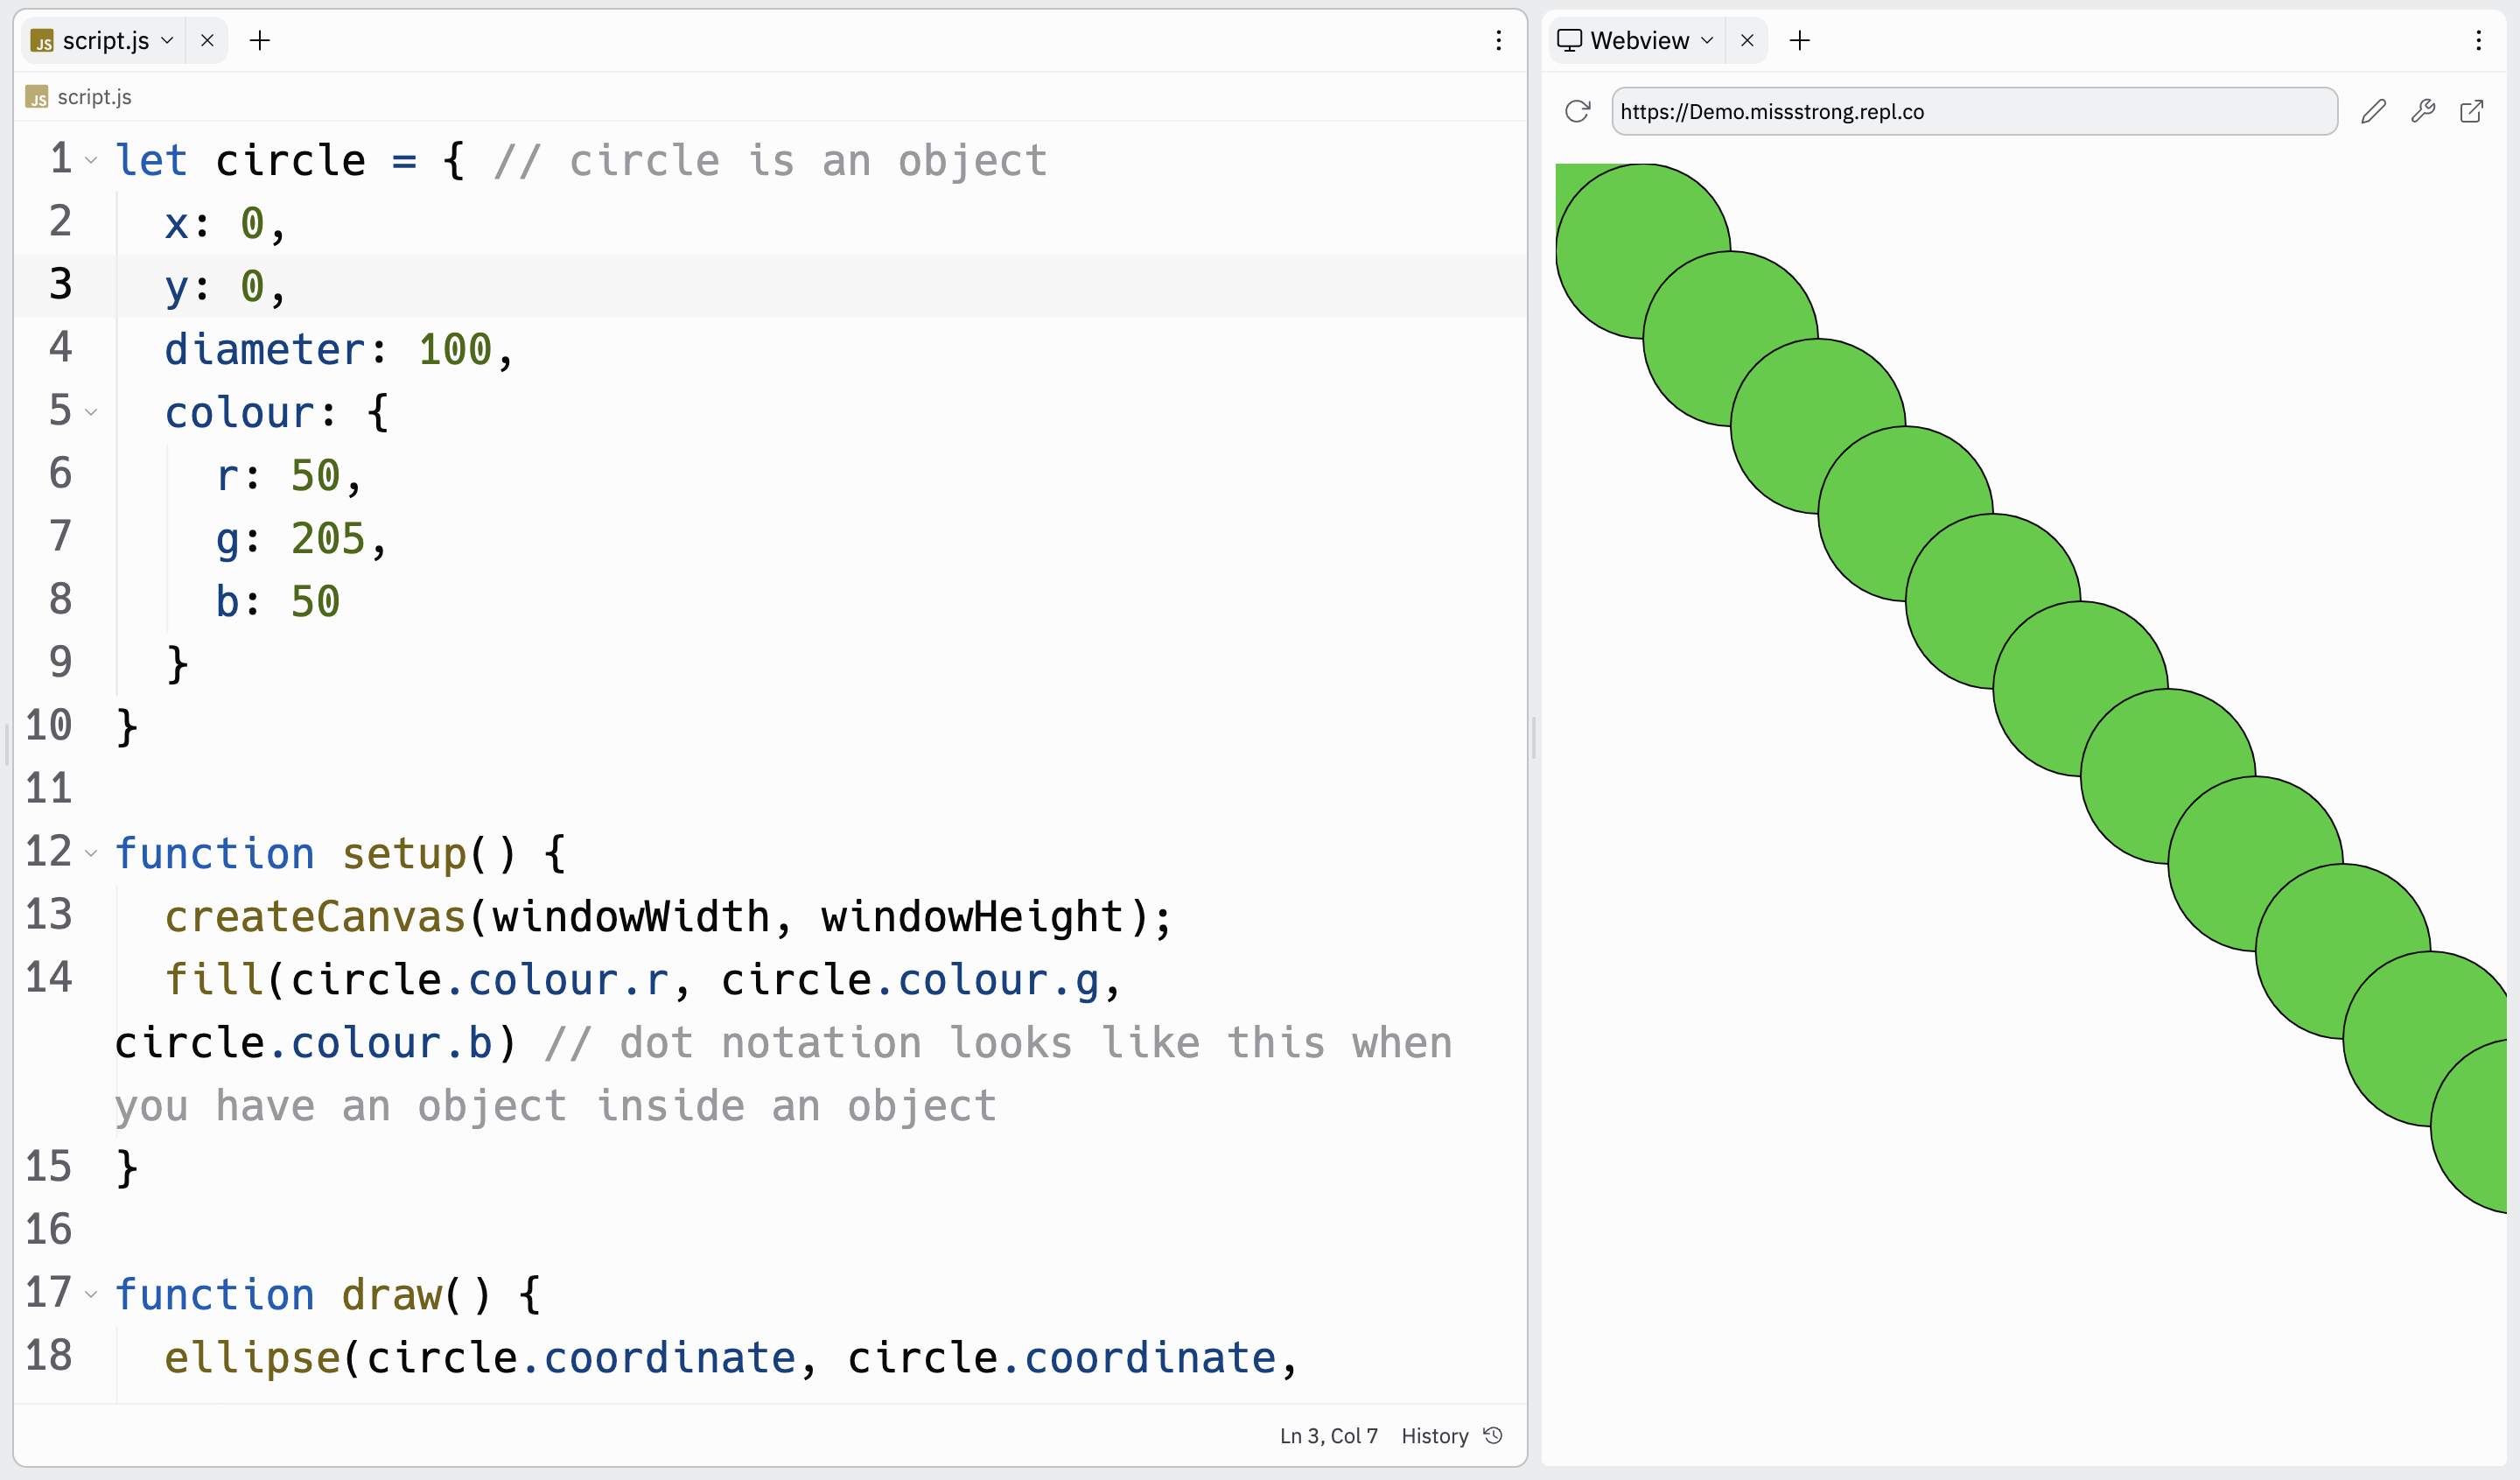 script.js
script.js
1 let circle = { // circle is an object
2 x: 0,
3 y: 0,
4 diameter: 100,
5 colour: {
6 r: 50,
7 g: 205,
8 b: 50
9 }
10 }
11
12 function setup() {
13 createCanvas(windowWidth, windowHeight);
14 fill(circle.colour.r, circle.colour.g,
circle.colour.b) // dot notation looks like this when
you have an object inside an object
15 }
16
17 function draw() {
18 ellipse(circle.coordinate, circle.coordinate,
Ln 3, Col 7 History
Webview
https://Demo.missstrong.repl.co